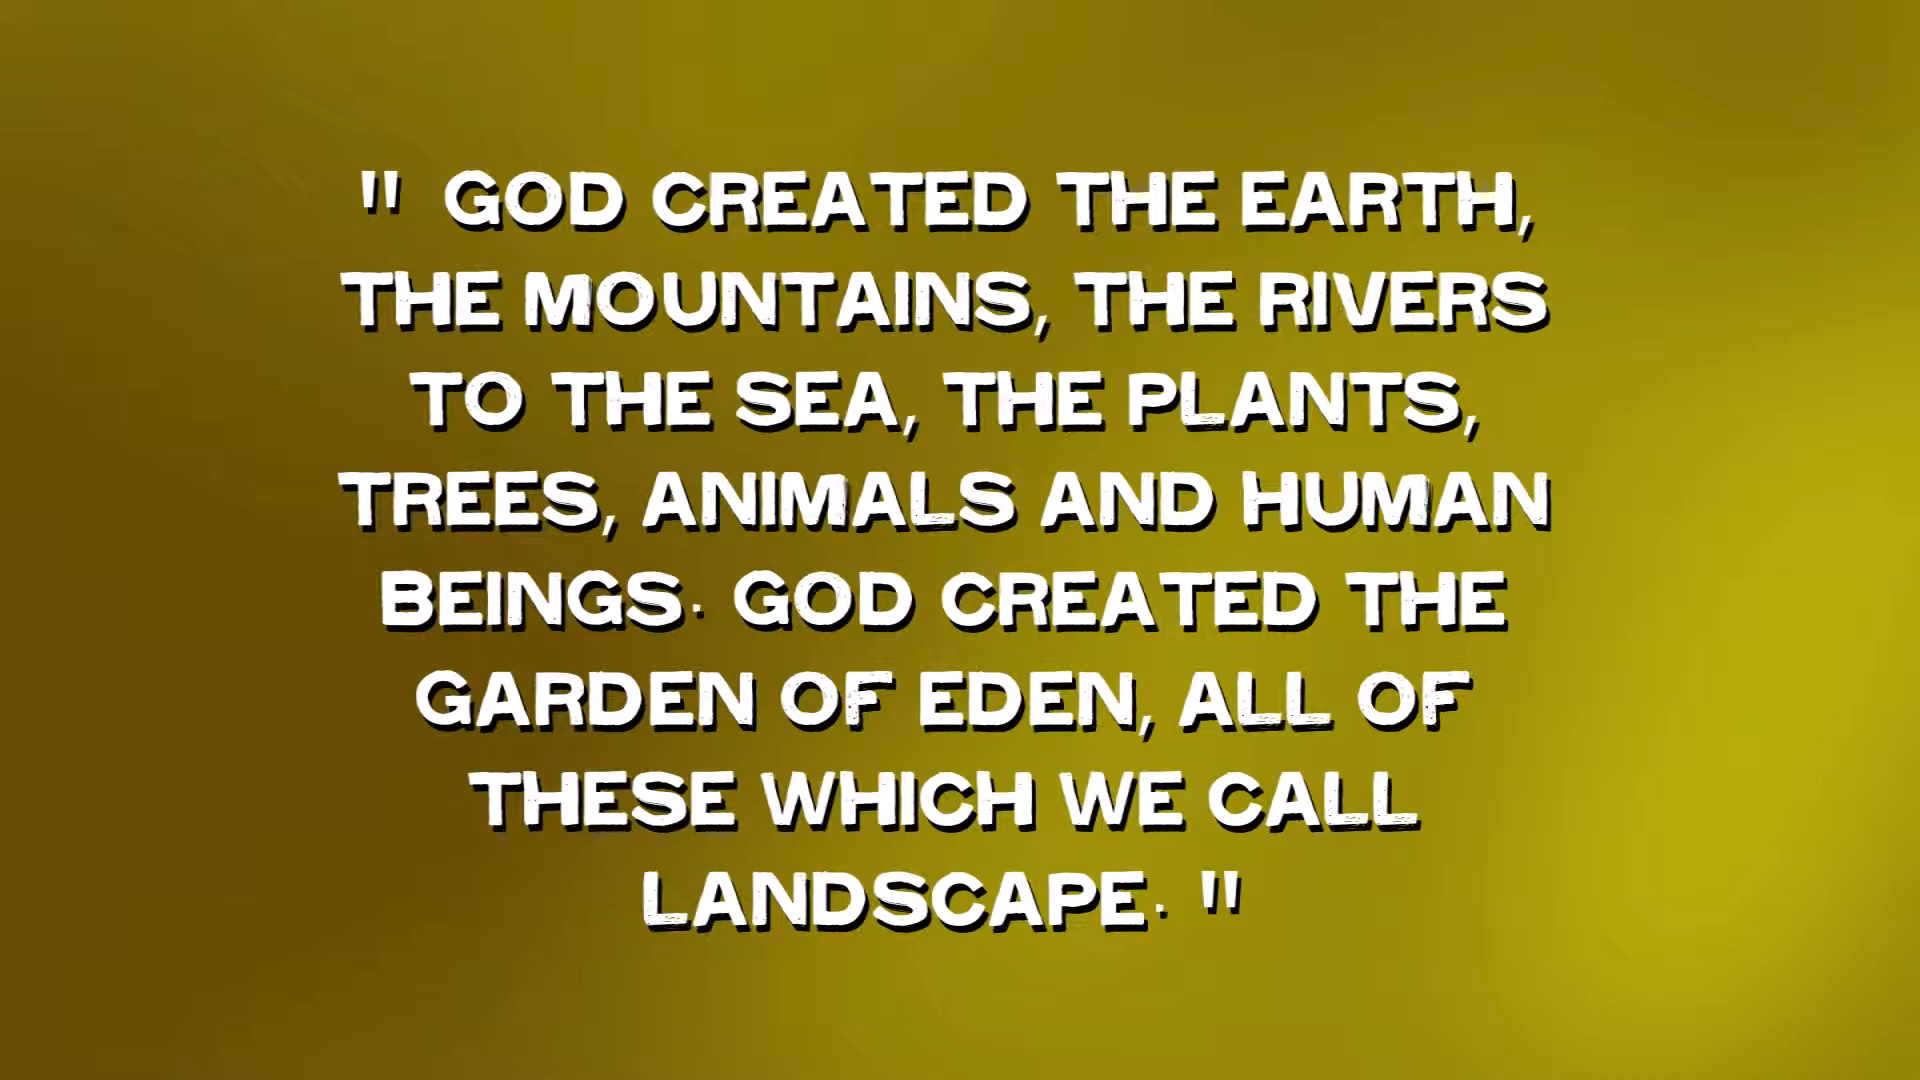 " GOD CREATED THE EARTH,
THE MOUNTAINS, THE RIVERS
TO THE SEA, THE PLANTS,
TREES, ANIMALS AND HUMAN
BEINGS. GOD CREATED THE
GARDEN OF EDEN, ALL OF
THESE WHICH WE CALL
LANDSCAPE. "